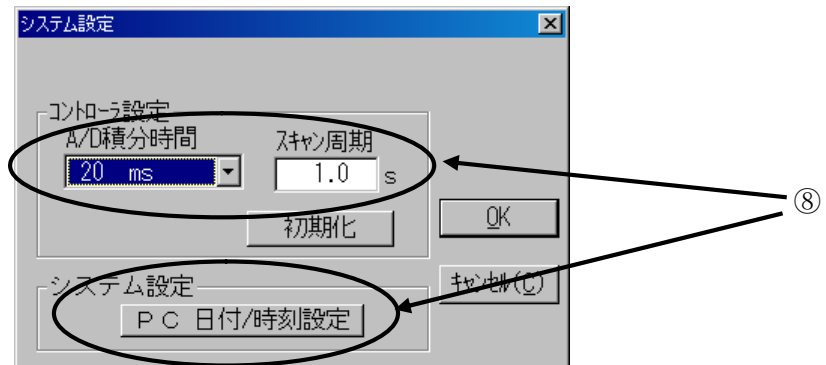 システム設定
コントローラ設定
A/D積分時間 スキャン周期
20 ms 1.0 s
初期化
OK
⑧
システム設定
PC 日付/時刻設定
キャンセル(C)